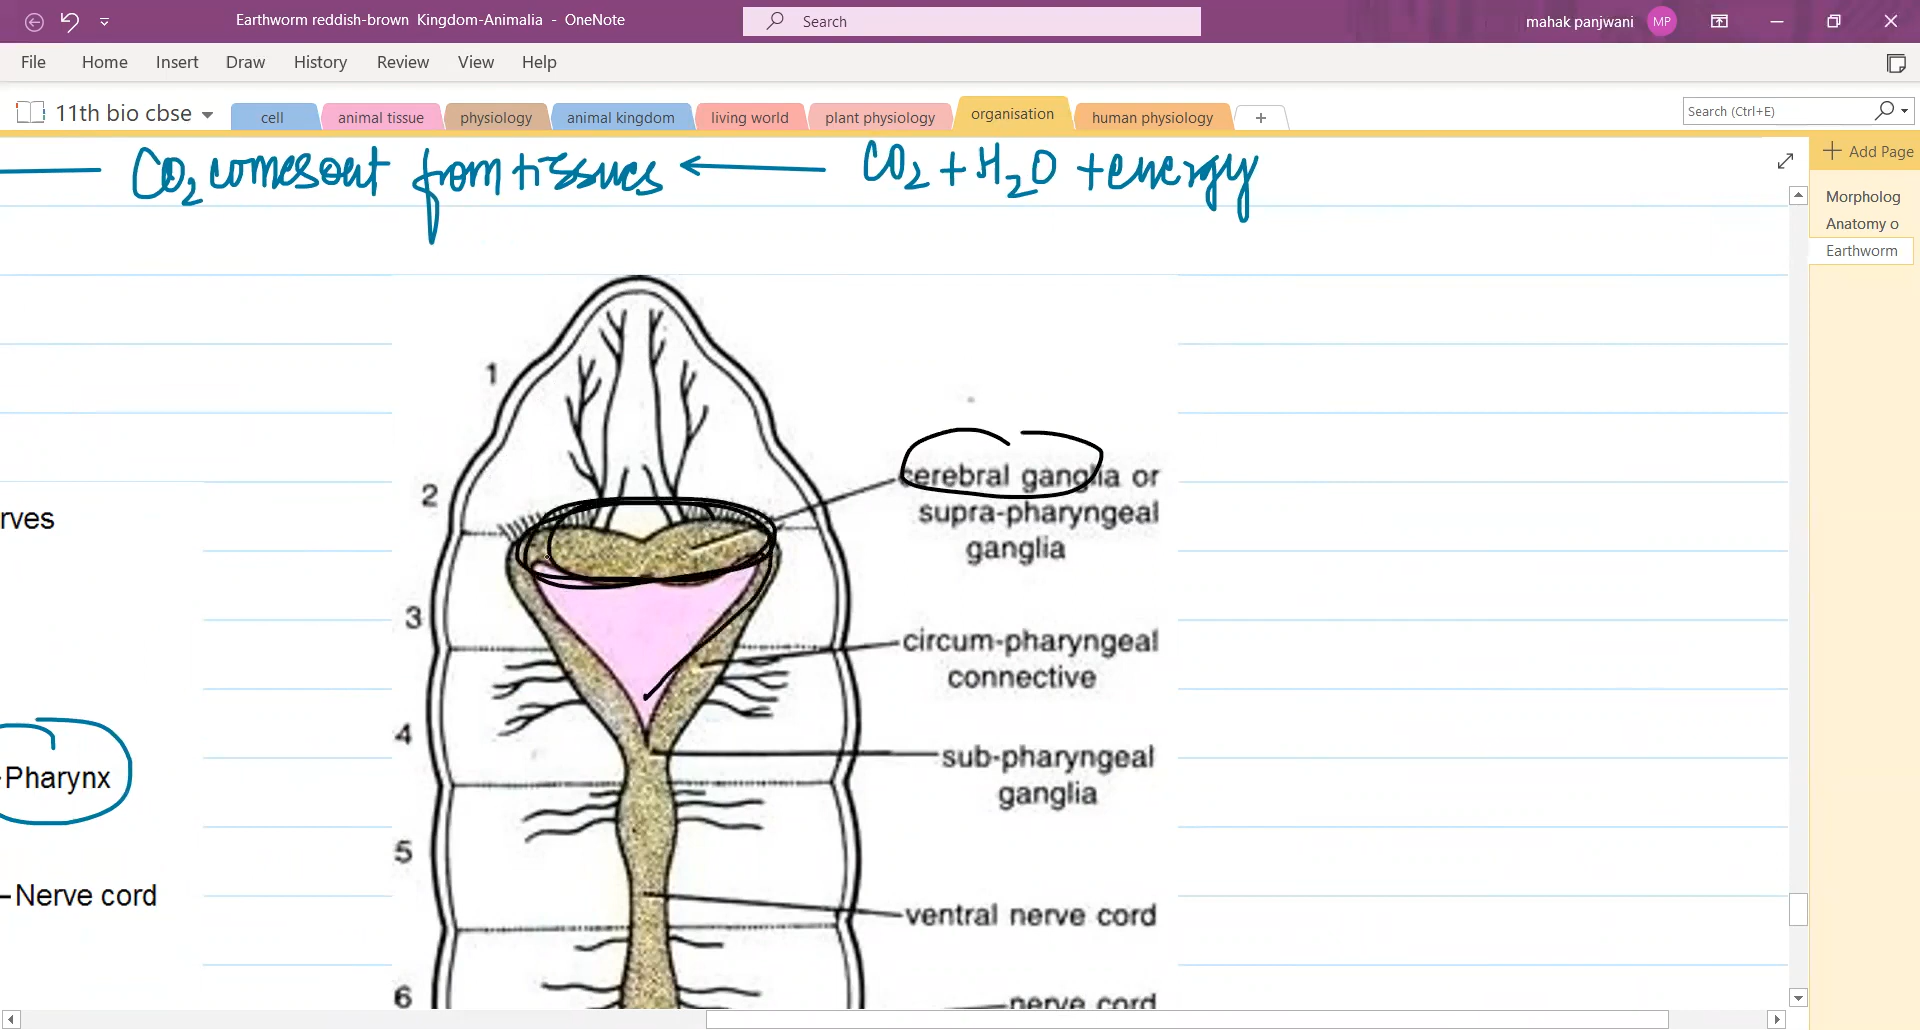 Earthworm reddish-brown Kingdom-Animalia - OneNote
Search
mahak panjwani
MP
File Home Insert Draw History Review View Help
11th bio cbse
cell
animal tissue
physiology
animal kingdom
living world
plant physiology
organisation
human physiology
+
Search (Ctrl+E)
+ Add Page
Morpholog
Anatomy o
Earthworm
CO2 comes out from tissues ← CO2 + H2O + energy
1
2
3
4
5
6
cerebral ganglia or
supra-pharyngeal
ganglia
circum-pharyngeal
connective
sub-pharyngeal
ganglia
ventral nerve cord
nerve cord
rves
Pharynx
Nerve cord